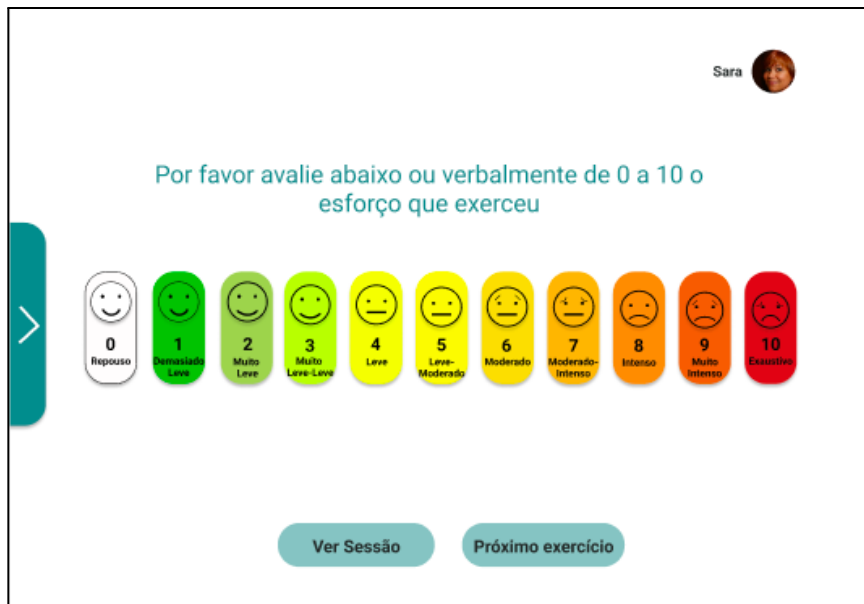 Sara
Por favor avalie abaixo ou verbalmente de 0 a 10 o
esforço que exerceu
0
Repouso
1
Demasiado
Leve
2
Muito
Leve
3
Muito
Leve-Leve
4
Leve
5
Leve-
Moderado
6
Moderado
7
Moderado-
Intenso
8
Intenso
9
Muito
Intenso
10
Exaustivo
Ver Sessão
Próximo exercício